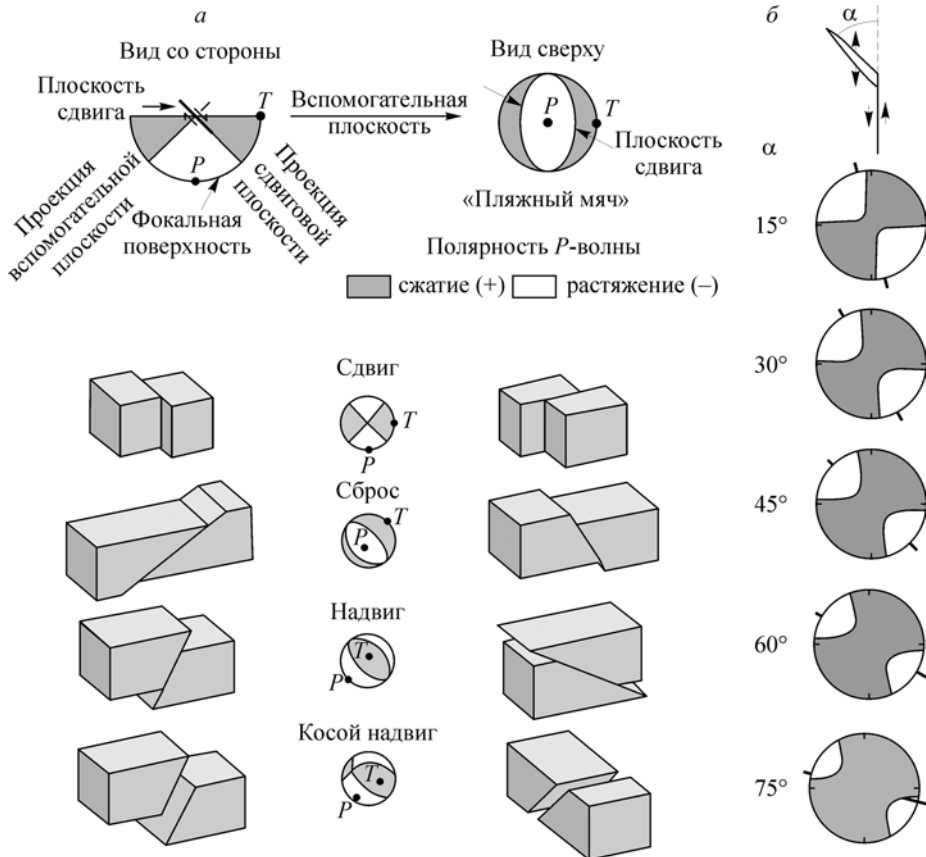 а
Вид со стороны
Плоскость
сдвига
T
P
Проекция
вспомогательной
плоскости
Фокальная
поверхность
Проекция
сдвиговой
плоскости
Вспомогательная
плоскость
Вид сверху
P
T
Плоскость
сдвига
«Пляжный мяч»
Полярность P-волны
сжатие (+)
растяжение (–)
Сдвиг
T
P
Сброс
T
P
Надвиг
T
P
Косой надвиг
T
P
б
α
α
15°
30°
45°
60°
75°